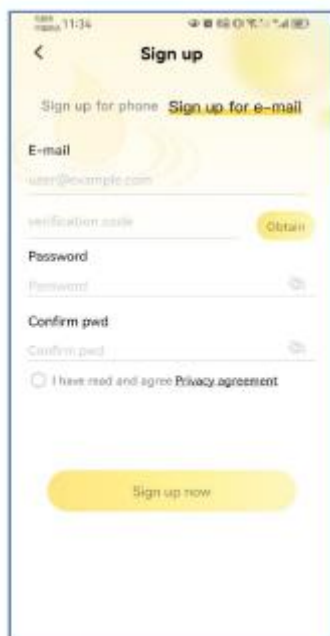 11:34
Sign up
Sign up for phone Sign up for e-mail
E-mail
user@example.com
verification code Obtain
Password
Password
Confirm pwd
Confirm pwd
I have read and agree Privacy agreement
Sign up now